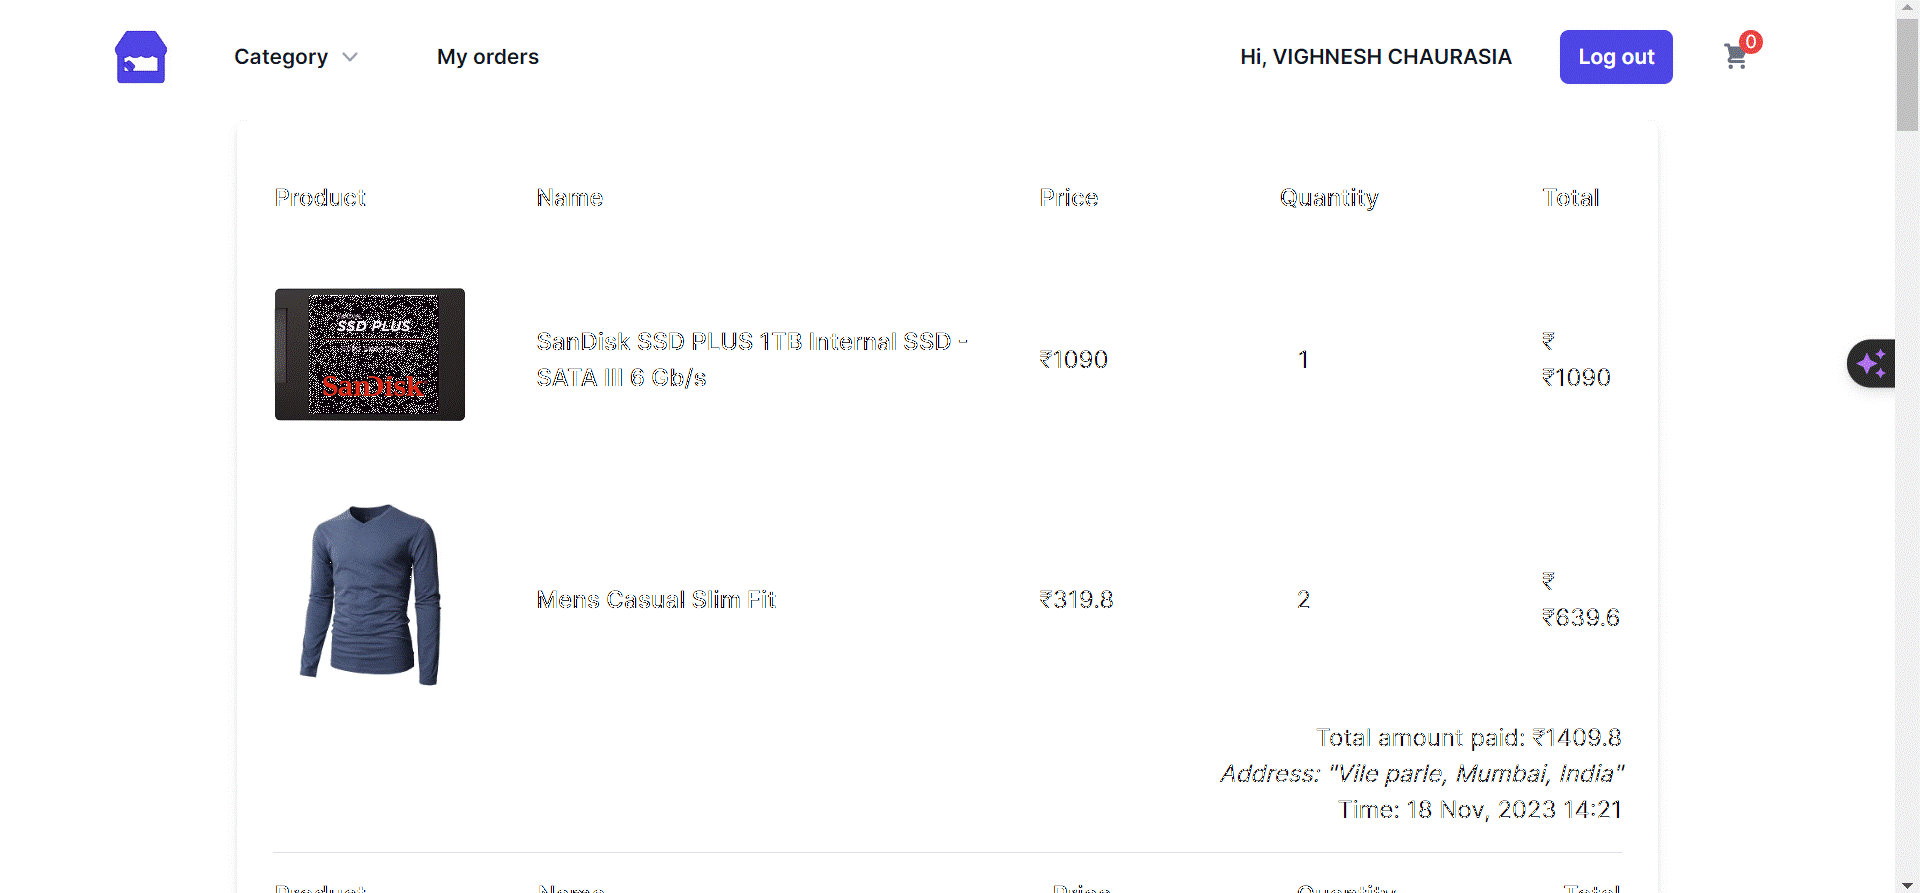 Category My orders Hi, VIGHNESH CHAURASIA Log out 0
Product Name Price Quantity Total
SSD PLUS
SanDisk
SanDisk SSD PLUS 1TB Internal SSD -
SATA III 6 Gb/s
₹1090
1
₹
₹1090
Mens Casual Slim Fit
₹319.8
2
₹
₹639.6
Total amount paid: ₹1409.8
Address: "Vile parle, Mumbai, India"
Time: 18 Nov, 2023 14:21
Product Name Price Quantity Total